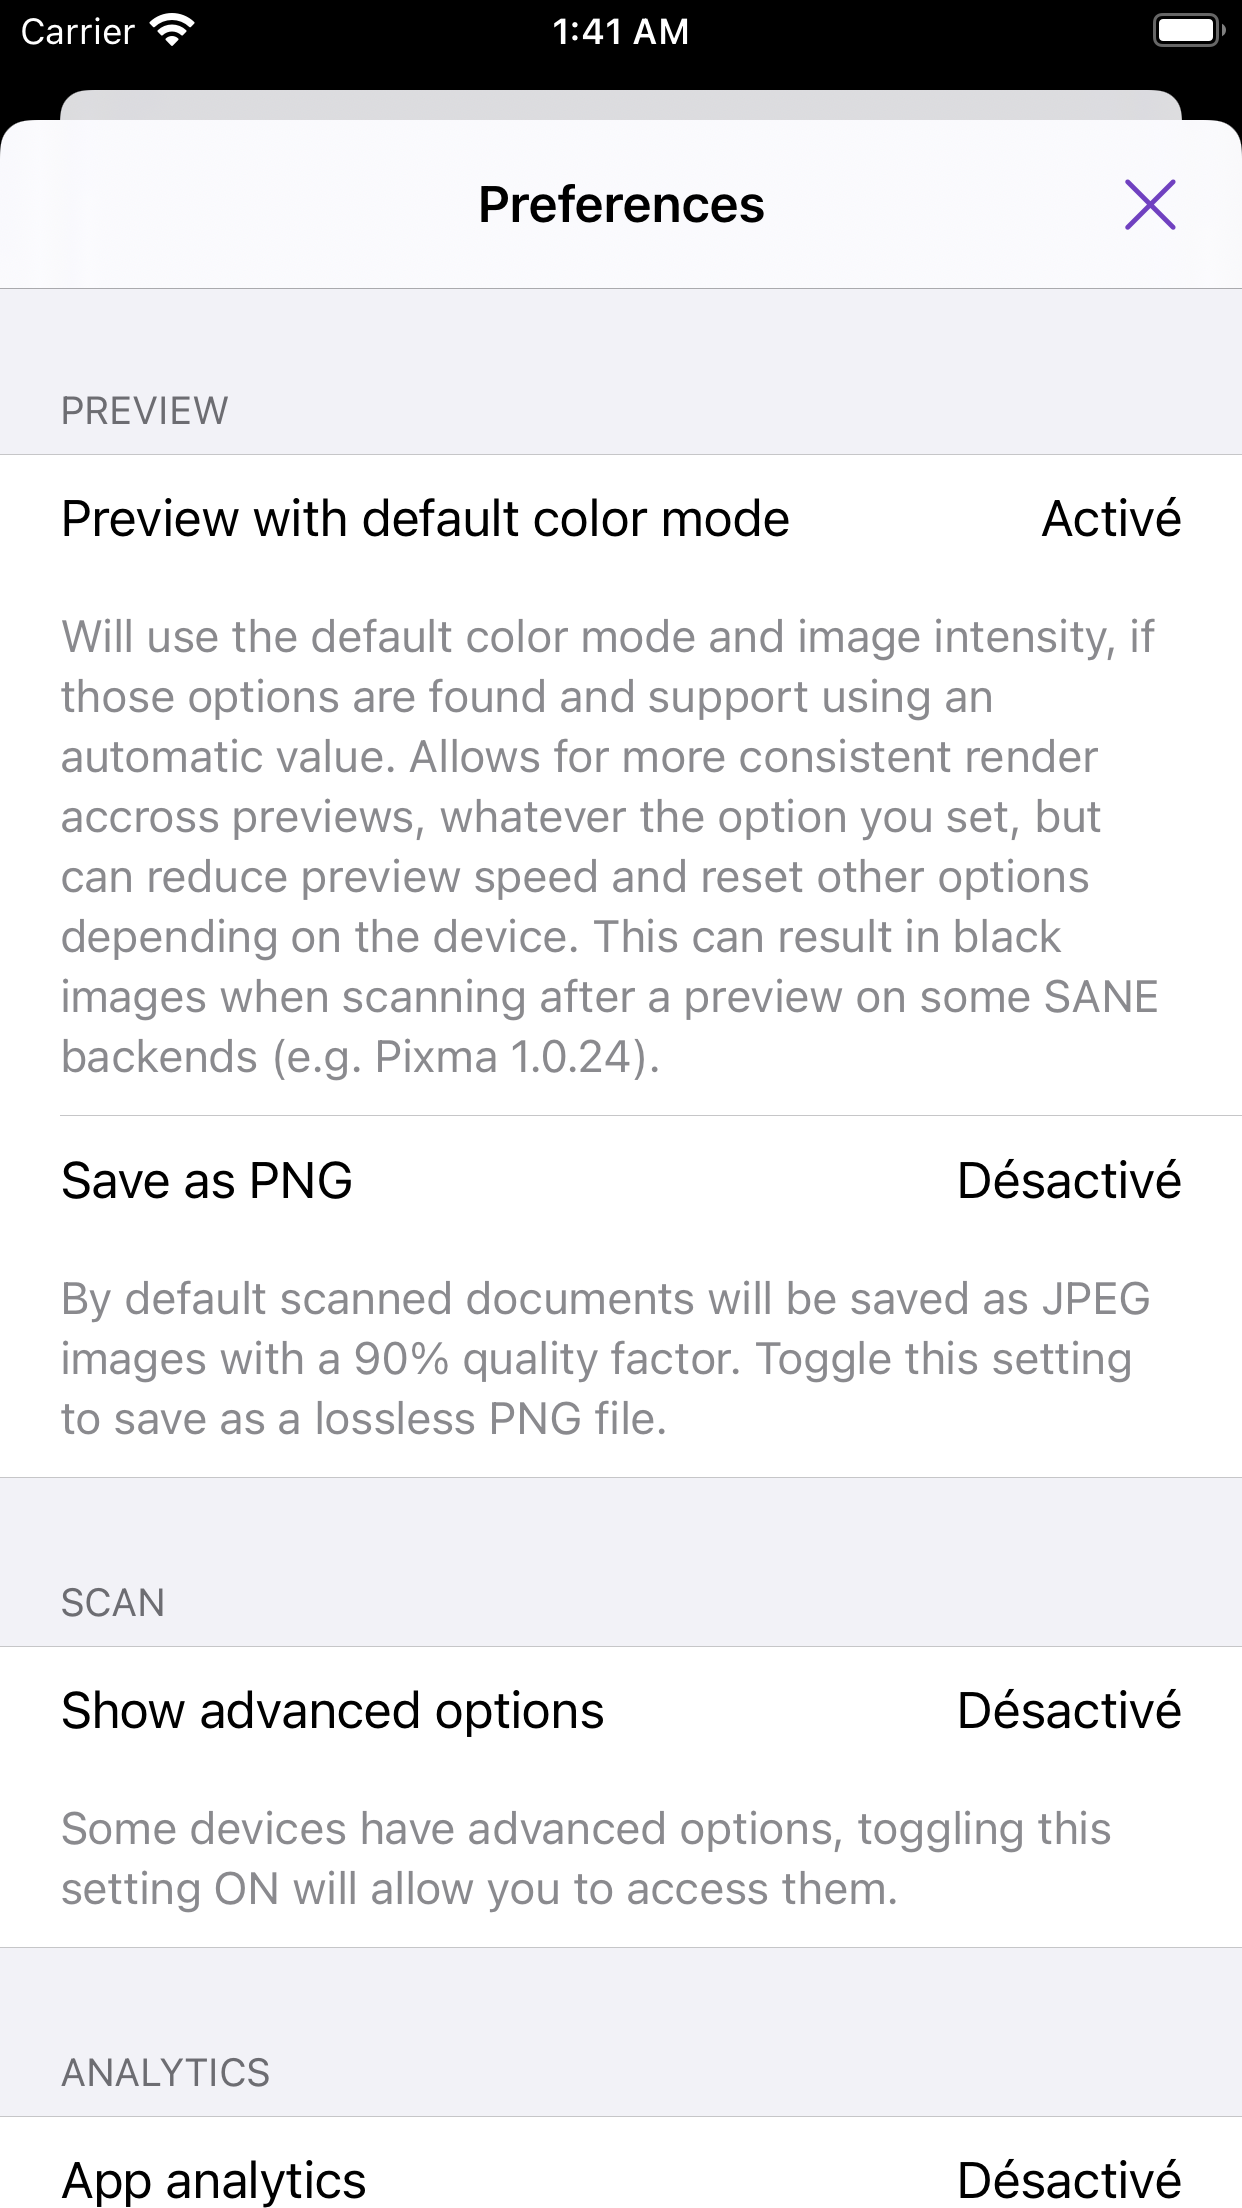 Carrier 1:41 AM
Preferences
PREVIEW
Preview with default color mode Activé
Will use the default color mode and image intensity, if
those options are found and support using an
automatic value. Allows for more consistent render
accross previews, whatever the option you set, but
can reduce preview speed and reset other options
depending on the device. This can result in black
images when scanning after a preview on some SANE
backends (e.g. Pixma 1.0.24).
Save as PNG Désactivé
By default scanned documents will be saved as JPEG
images with a 90% quality factor. Toggle this setting
to save as a lossless PNG file.
SCAN
Show advanced options Désactivé
Some devices have advanced options, toggling this
setting ON will allow you to access them.
ANALYTICS
App analytics Désactivé